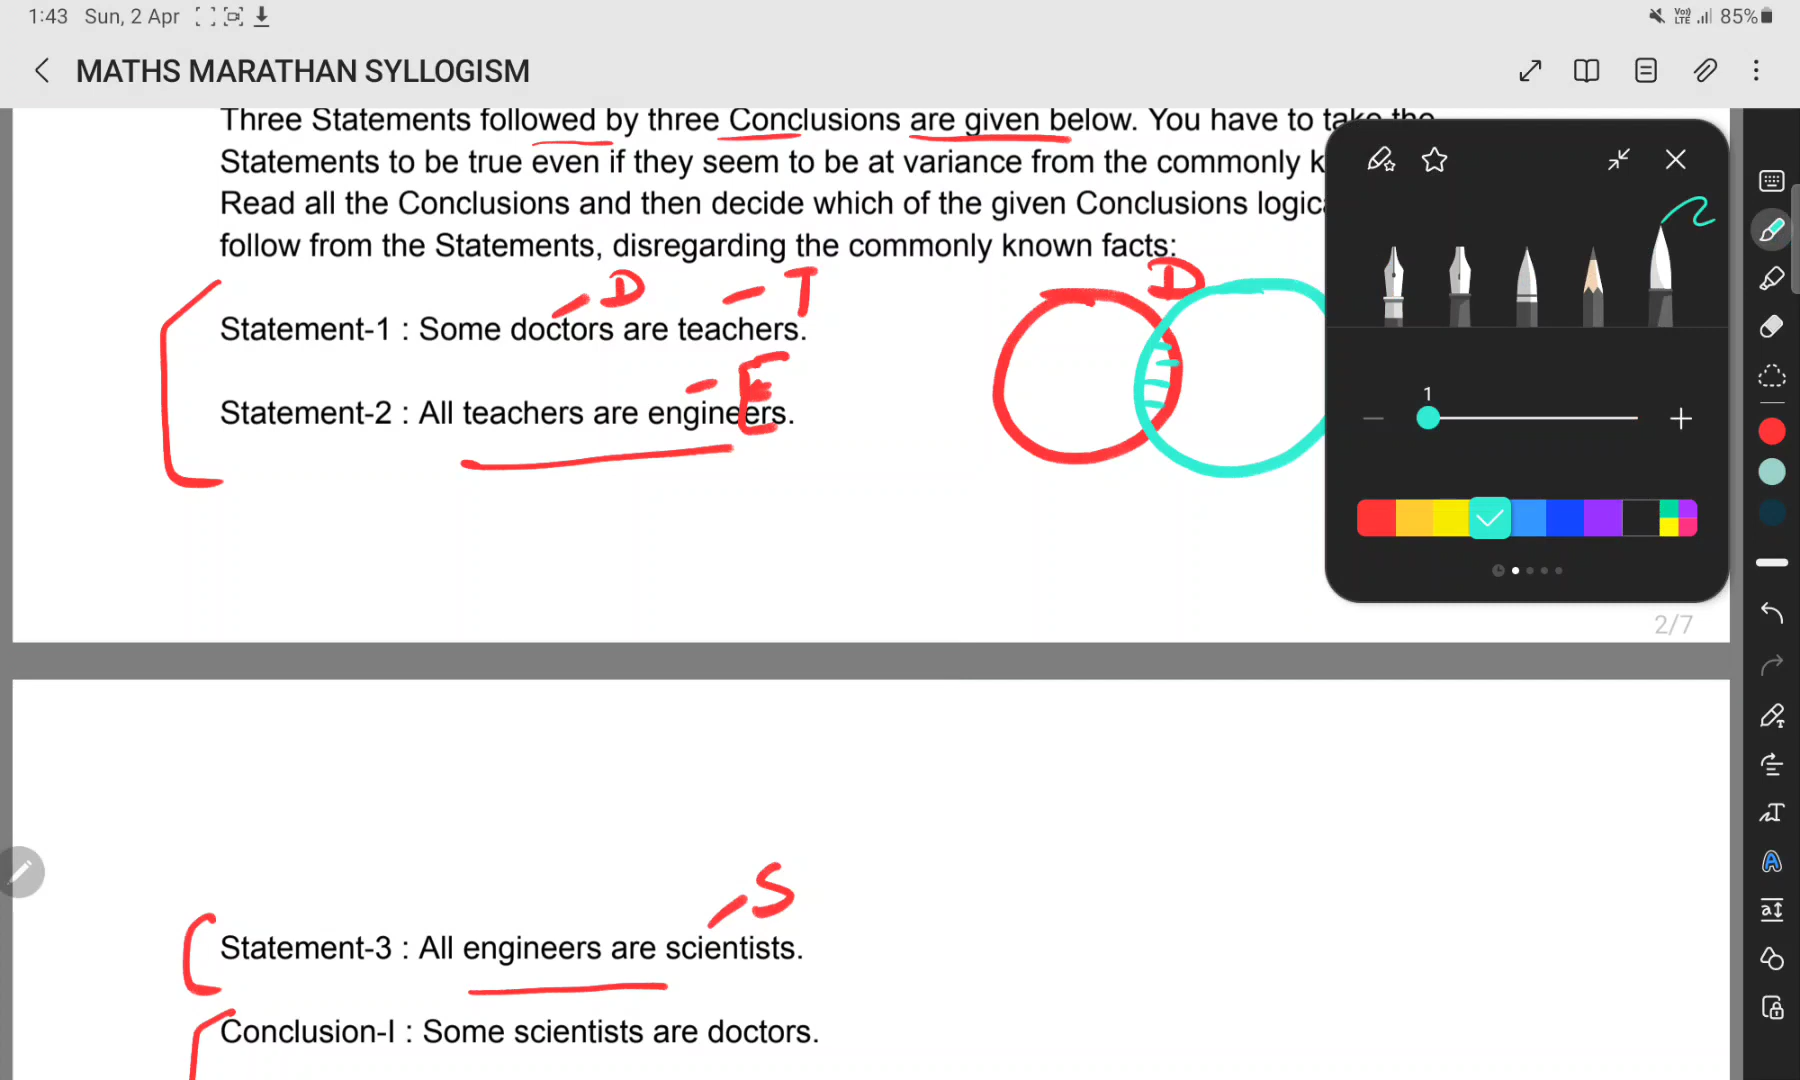 1:43 Sun, 2 Apr
Vo)) LTE 85%
MATHS MARATHAN SYLLOGISM
Three Statements followed by three Conclusions are given below. You have to take the
Statements to be true even if they seem to be at variance from the commonly k
Read all the Conclusions and then decide which of the given Conclusions logica
follow from the Statements, disregarding the commonly known facts:
D T D
Statement-1 : Some doctors are teachers.
E
Statement-2 : All teachers are engineers.
1
2/7
S
Statement-3 : All engineers are scientists.
Conclusion-I : Some scientists are doctors.